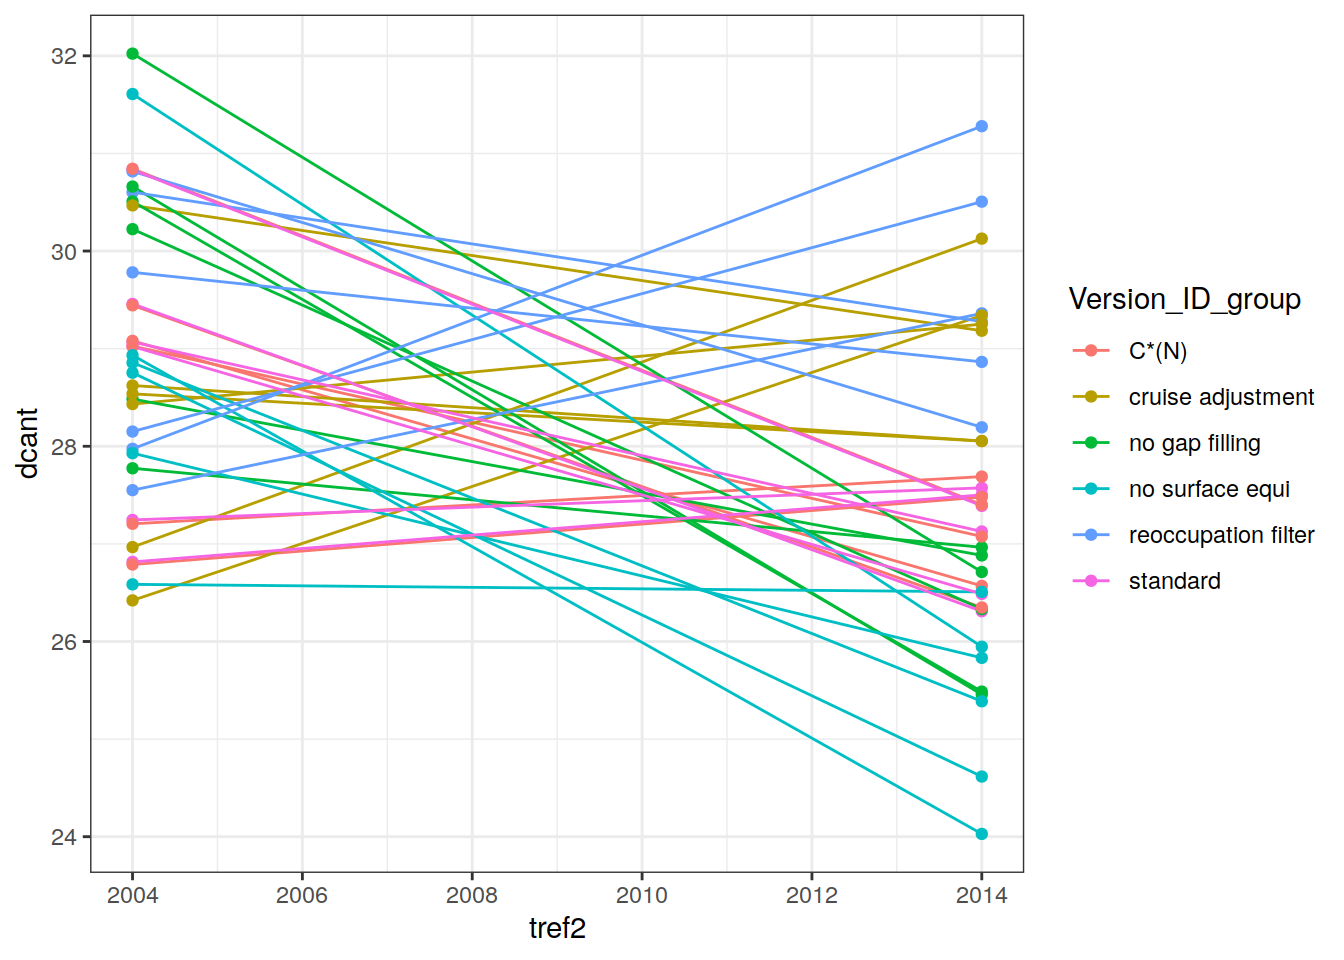 32
30
28
26
24
dcant
2004
2006
2008
2010
2012
2014
tref2
Version_ID_group
C*(N)
cruise adjustment
no gap filling
no surface equi
reoccupation filter
standard